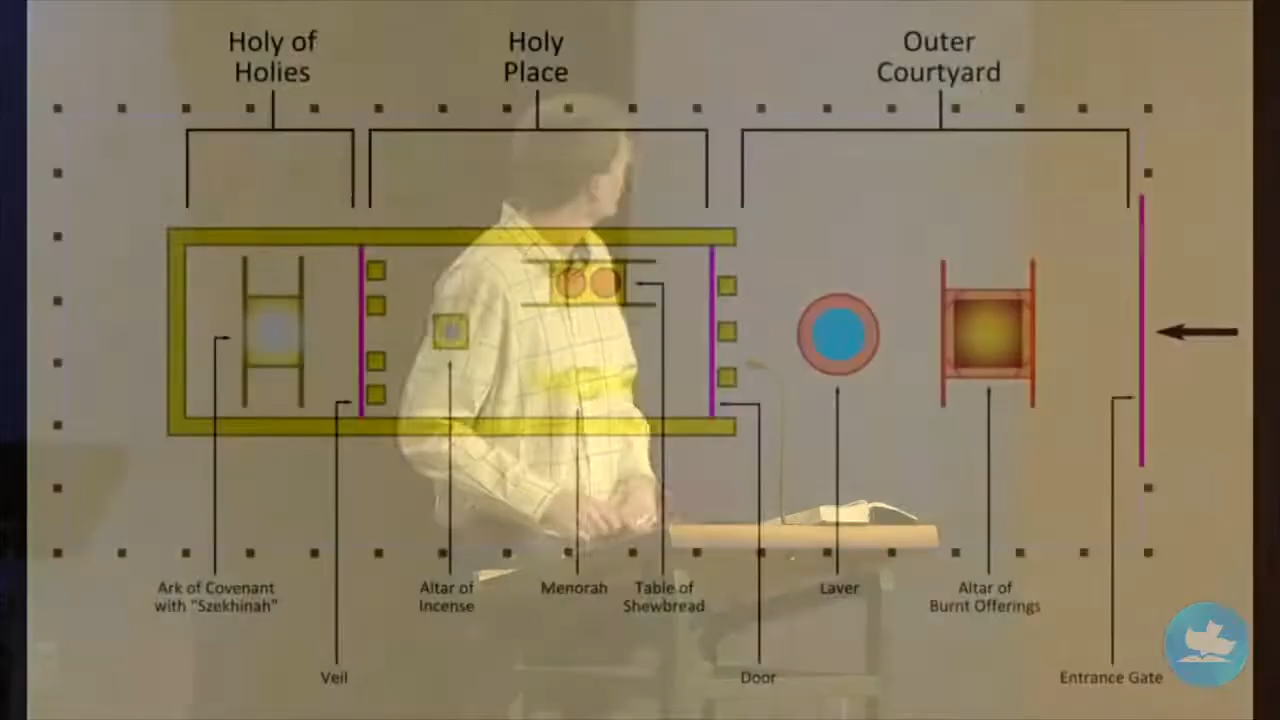 Holy of
Holies
Holy
Place
Outer
Courtyard
Ark of Covenant
with "Szekhinah"
Altar of
Incense
Menorah
Table of
Shewbread
Laver
Altar of
Burnt Offerings
Veil
Door
Entrance Gate